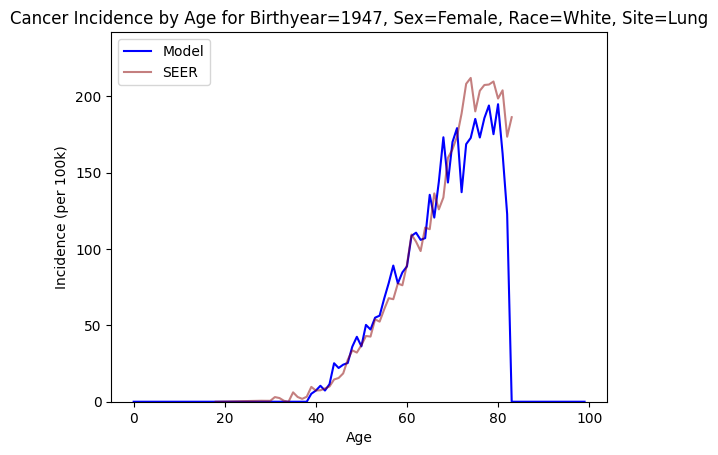 Cancer Incidence by Age for Birthyear=1947, Sex=Female, Race=White, Site=Lung
Model
SEER
Incidence (per 100k)
200
150
100
50
0
0 20 40 60 80 100
Age